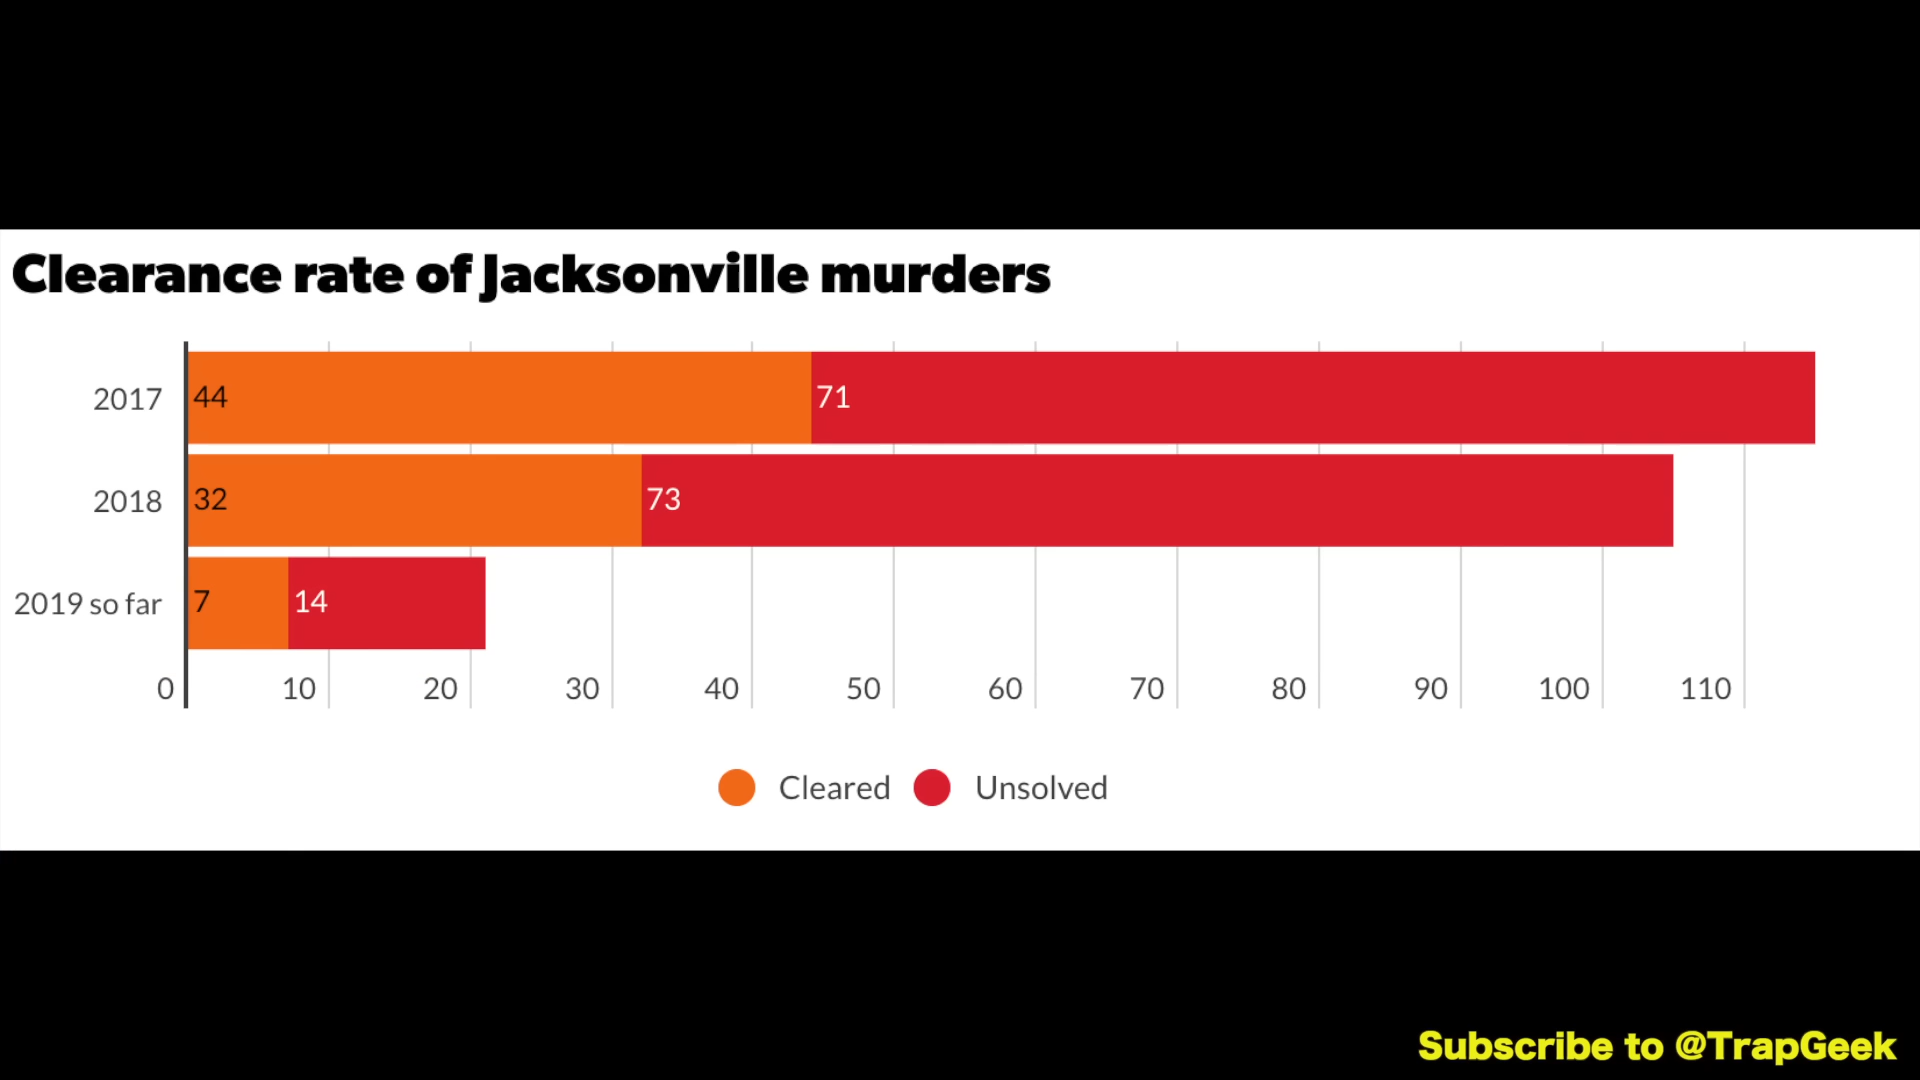 Clearance rate of Jacksonville murders
2017 44 71
2018 32 73
2019 so far 7 14
0 10 20 30 40 50 60 70 80 90 100 110
Cleared Unsolved
Subscribe to @TrapGeek